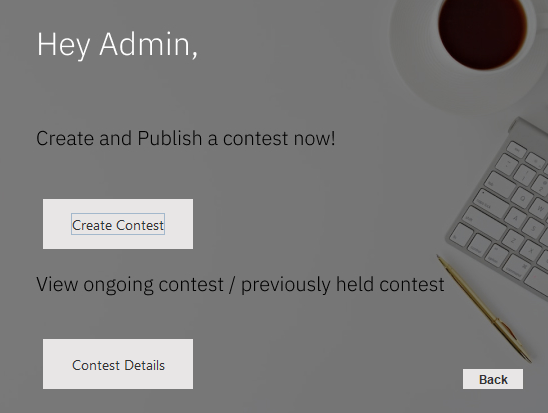 Hey Admin,
Create and Publish a contest now!
Create Contest
View ongoing contest / previously held contest
Contest Details
Back